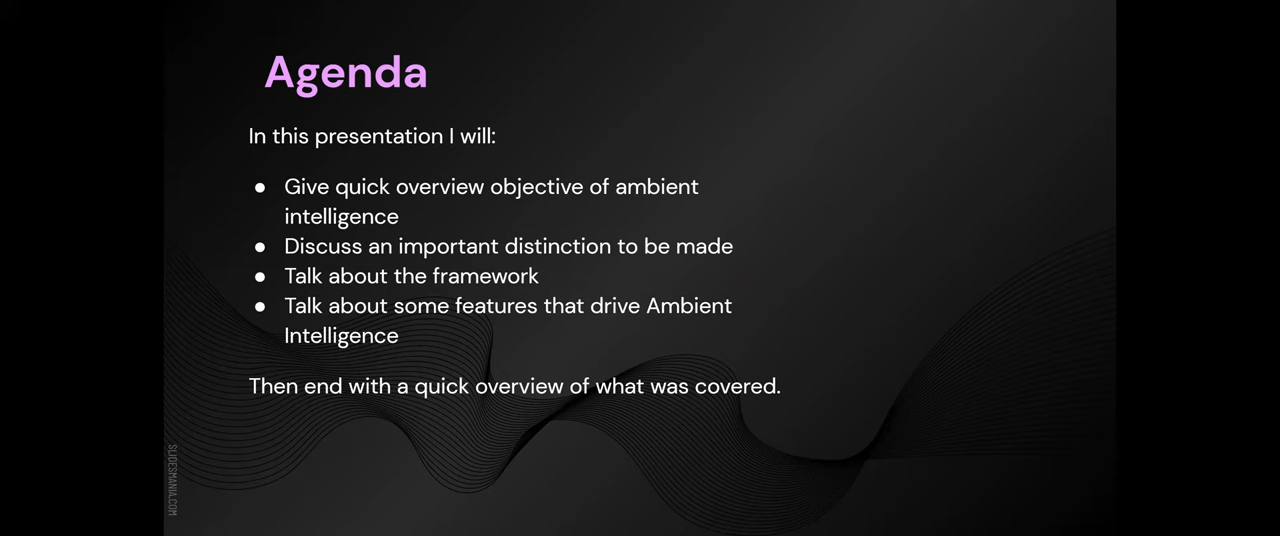 Agenda
In this presentation I will:
● Give quick overview objective of ambient
intelligence
● Discuss an important distinction to be made
● Talk about the framework
● Talk about some features that drive Ambient
Intelligence
Then end with a quick overview of what was covered.
SLIDESMANIA.COM